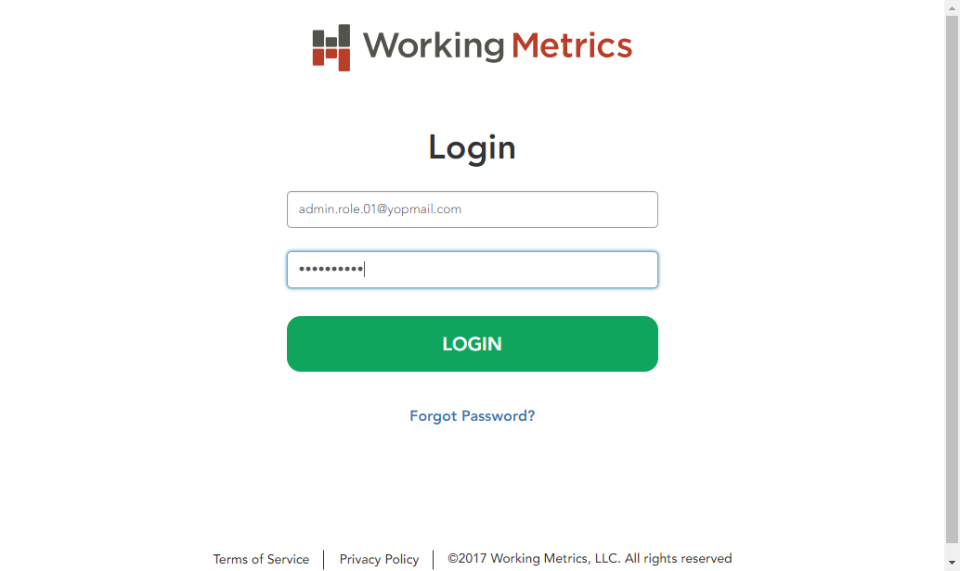 Working Metrics
Login
admin.role.01@yopmail.com
••••••••••
LOGIN
Forgot Password?
Terms of Service | Privacy Policy | ©2017 Working Metrics, LLC. All rights reserved